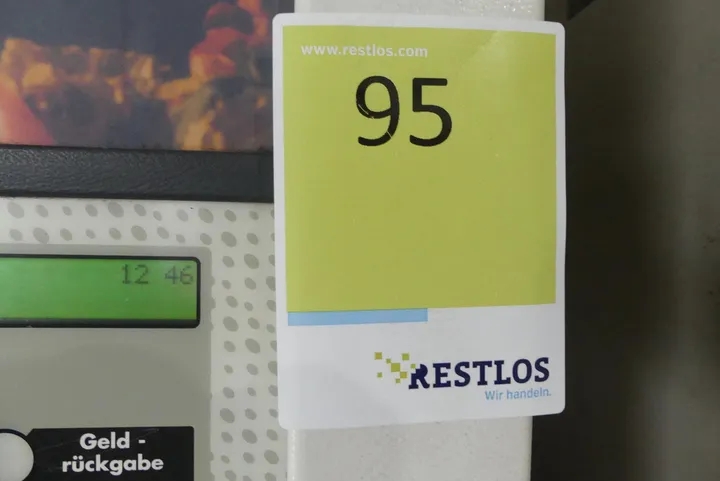 www.restlos.com
95
12 46
RESTLOS
Wir handeln.
Geld -
rückgabe